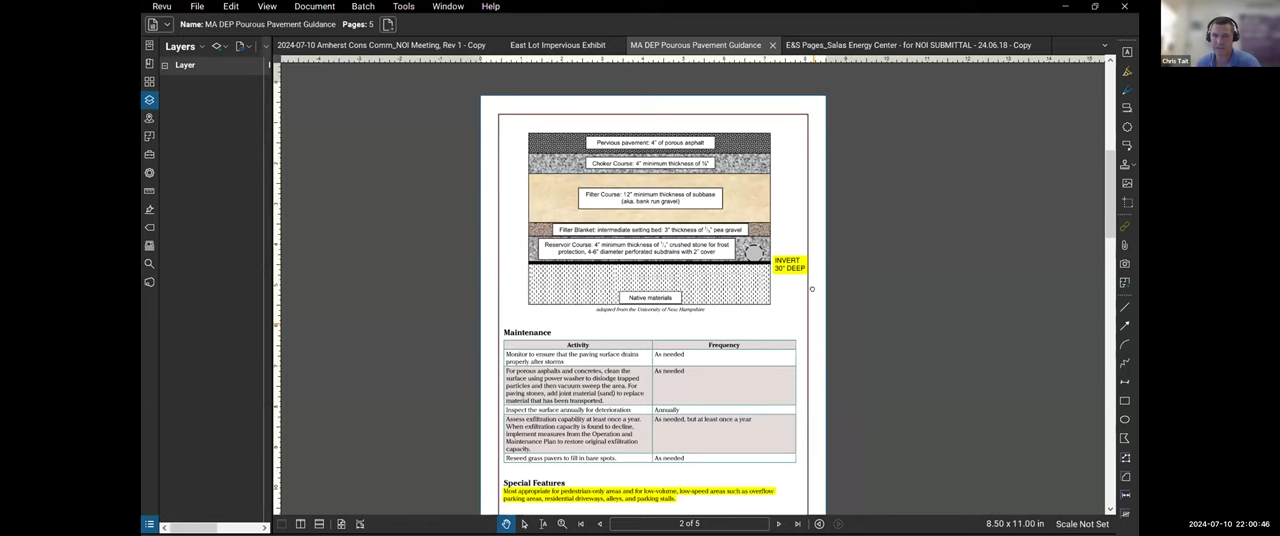 Revu File Edit View Document Batch Tools Window Help
Name: MA DEP Pourous Pavement Guidance Pages: 5
Layers
2024-07-10 Amherst Cons Comm_NOI Meeting, Rev 1 - Copy
East Lot Impervious Exhibit
MA DEP Pourous Pavement Guidance
E&S Pages_Salas Energy Center - for NOI SUBMITTAL - 24.06.18 - Copy
Chris Tait
Layer
Pervious pavement: 4" of porous asphalt
Choker Course: 4" minimum thickness of ¾"
Filter Course: 12" minimum thickness of subbase
(aka. bank run gravel)
Filter Blanket: intermediate setting bed: 3" thickness of pea gravel
Reservoir Course: 4" minimum thickness of crushed stone for frost
protection, 4-6" diameter perforated subdrains with 2" cover
INVERT
30" DEEP
Native materials
adapted from the University of New Hampshire
Maintenance
Activity Frequency
Monitor to ensure that the paving surface drains
properly after storms
As needed
For porous asphalts and concretes, clean the
surface using power washer to dislodge trapped
particles and then vacuum sweep the area. For
paving stones, add joint material (sand) to replace
material that has been transported.
As needed
Inspect the surface annually for deterioration
Annually
Assess exfiltration capability at least once a year.
When exfiltration capacity is found to decline,
implement measures from the Operation and
Maintenance Plan to restore original exfiltration
capacity.
As needed, but at least once a year
Reseed grass pavers to fill in bare spots.
As needed
Special Features
Most appropriate for pedestrian-only areas and for low-volume, low-speed areas such as overflow
parking areas, residential driveways, alleys, and parking stalls.
2 of 5
8.50 x 11.00 in
Scale Not Set
2024-07-10 22:00:46